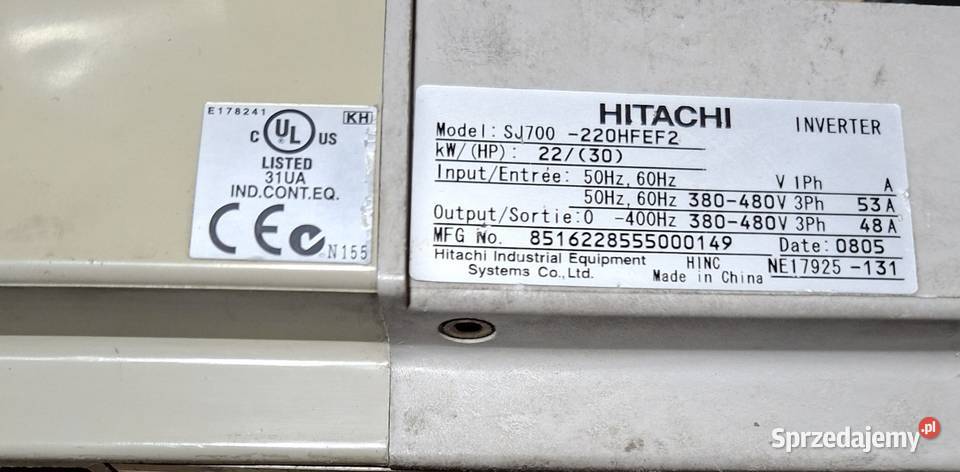 E178241
KH
C UL US
LISTED
31UA
IND.CONT.EQ.
CE
N155
HITACHI INVERTER
Model: SJ700 -220HFEF2
kW/(HP): 22/(30)
Input/Entrée: 50Hz, 60Hz V 1Ph A
50Hz, 60Hz 380-480V 3Ph 53A
Output/Sortie:0 -400Hz 380-480V 3Ph 48A
MFG No. 8516228555000149 Date: 0805
Hitachi Industrial Equipment HINC NE17925 -131
Systems Co., Ltd. Made in China
Sprzedajemy.pl